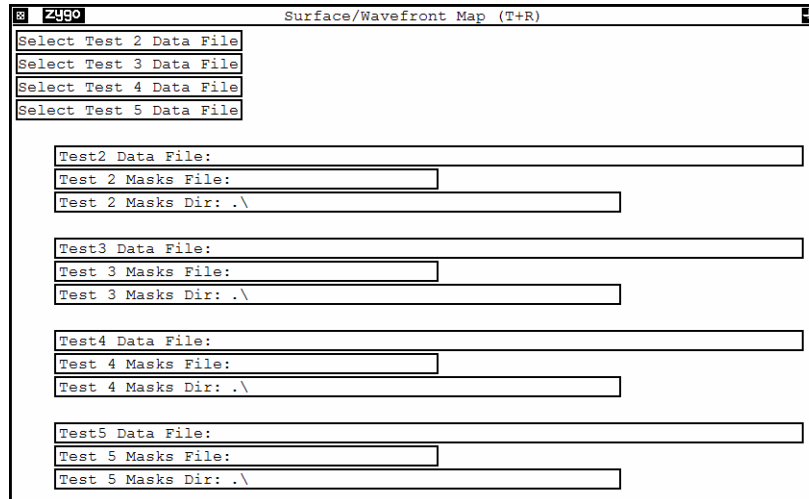 zygo Surface/Wavefront Map (T+R)
Select Test 2 Data File
Select Test 3 Data File
Select Test 4 Data File
Select Test 5 Data File
Test2 Data File:
Test 2 Masks File:
Test 2 Masks Dir: .\
Test3 Data File:
Test 3 Masks File:
Test 3 Masks Dir: .\
Test4 Data File:
Test 4 Masks File:
Test 4 Masks Dir: .\
Test5 Data File:
Test 5 Masks File:
Test 5 Masks Dir: .\